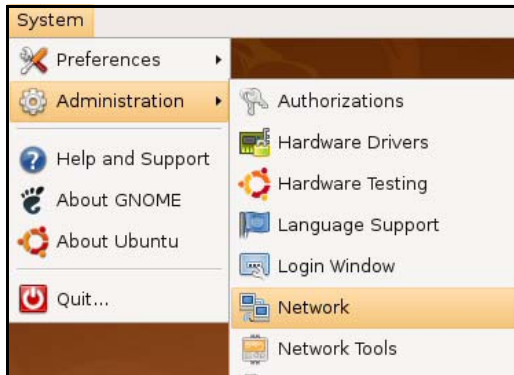 System
Preferences
Administration
Help and Support
About GNOME
About Ubuntu
Quit...
Authorizations
Hardware Drivers
Hardware Testing
Language Support
Login Window
Network
Network Tools